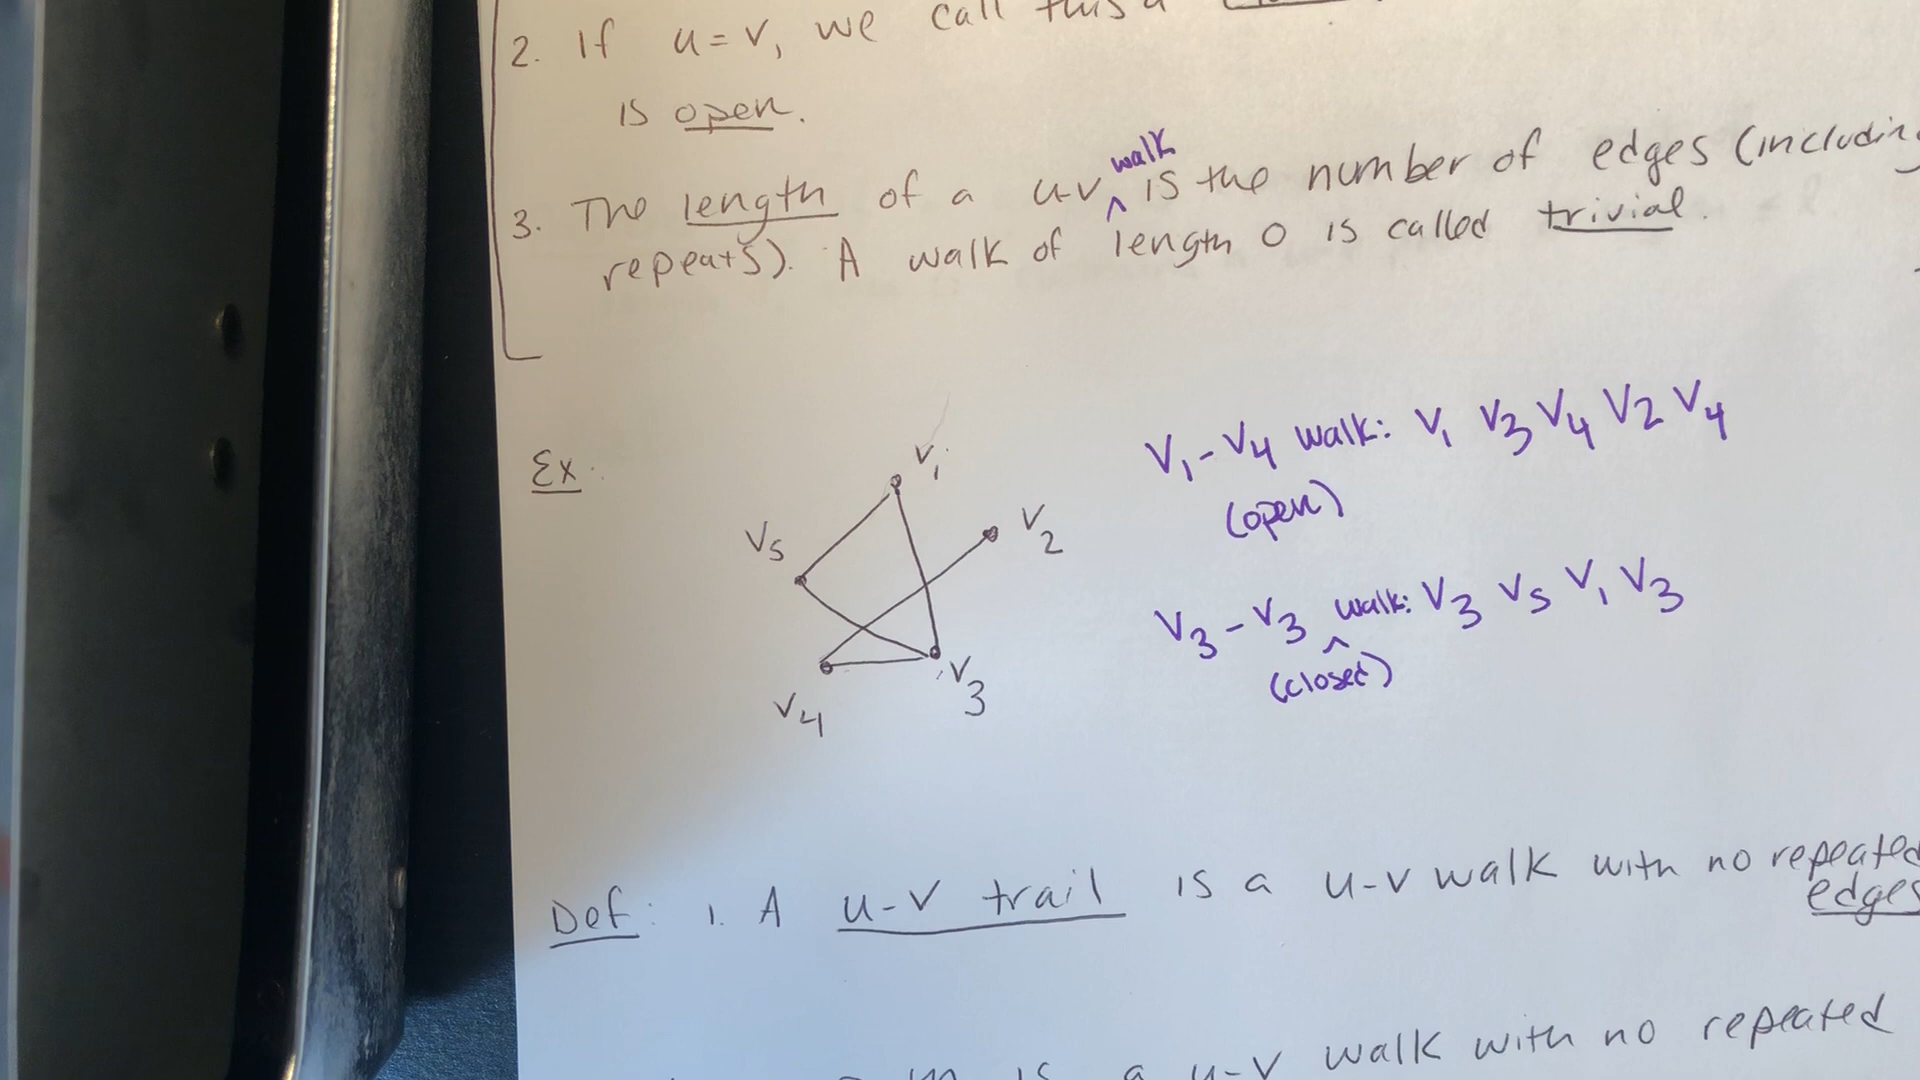 2. If u = v, we call this a
is open.
3. The length of a u-v walk is the number of edges (including
repeats). A walk of length 0 is called trivial.
Ex:
V1
V2
V5
V3
V4
V1 - V4 walk: V1 V3 V4 V2 V4
(open)
V3 - V3 walk: V3 V5 V1 V3
(closed)
Def: 1. A u-v trail is a u-v walk with no repeated
edges
is a u-v walk with no repeated